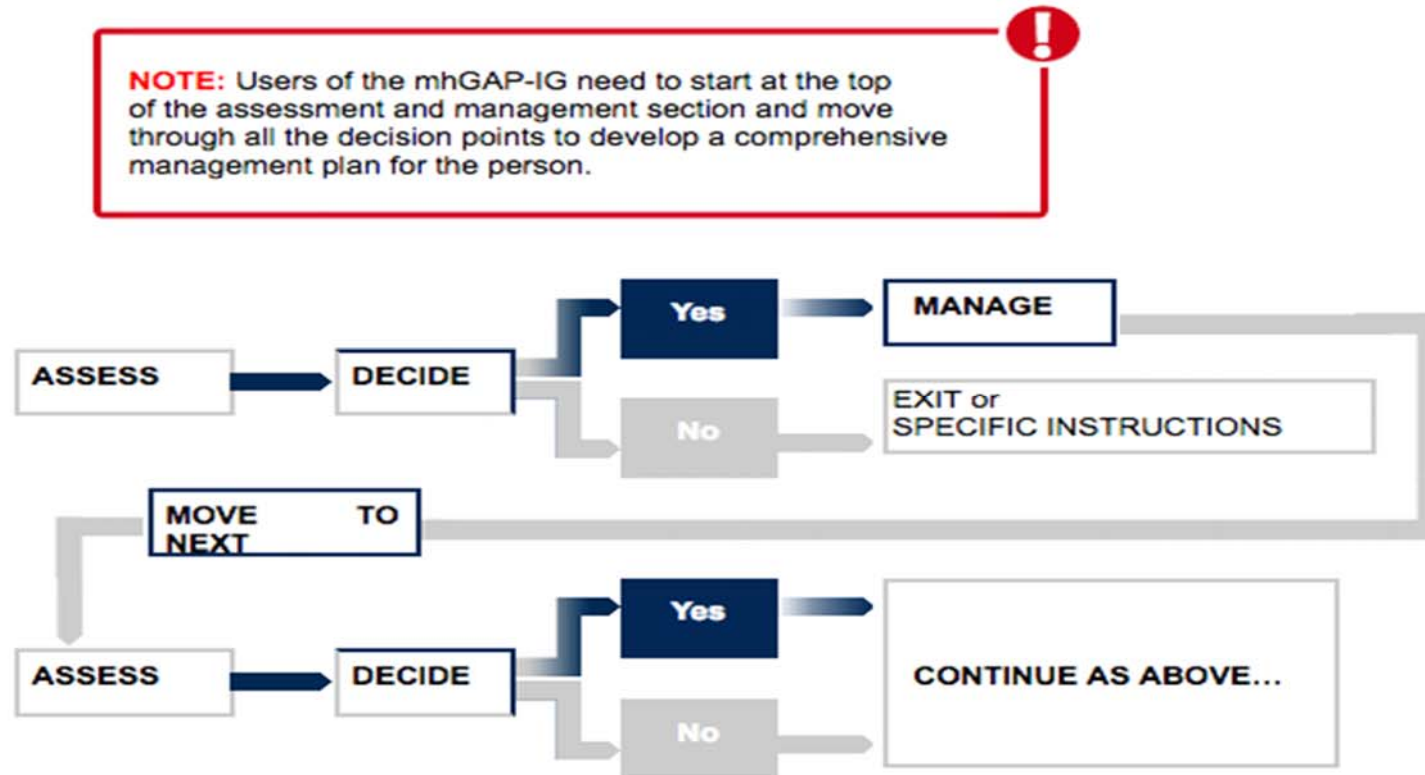 !
NOTE: Users of the mhGAP-IG need to start at the top
of the assessment and management section and move
through all the decision points to develop a comprehensive
management plan for the person.
Yes
MANAGE
ASSESS
DECIDE
EXIT or
SPECIFIC INSTRUCTIONS
No
MOVE TO
NEXT
Yes
ASSESS
DECIDE
CONTINUE AS ABOVE...
No